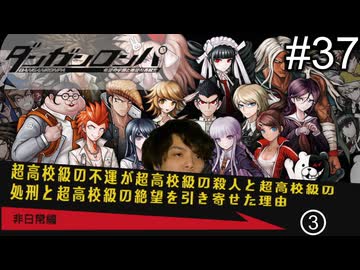 ダンガンロンパ
#37
超高校級の不運が超高校級の殺人と超高校級の
処刑と超高校級の絶望を引き寄せた理由
非日常編
③